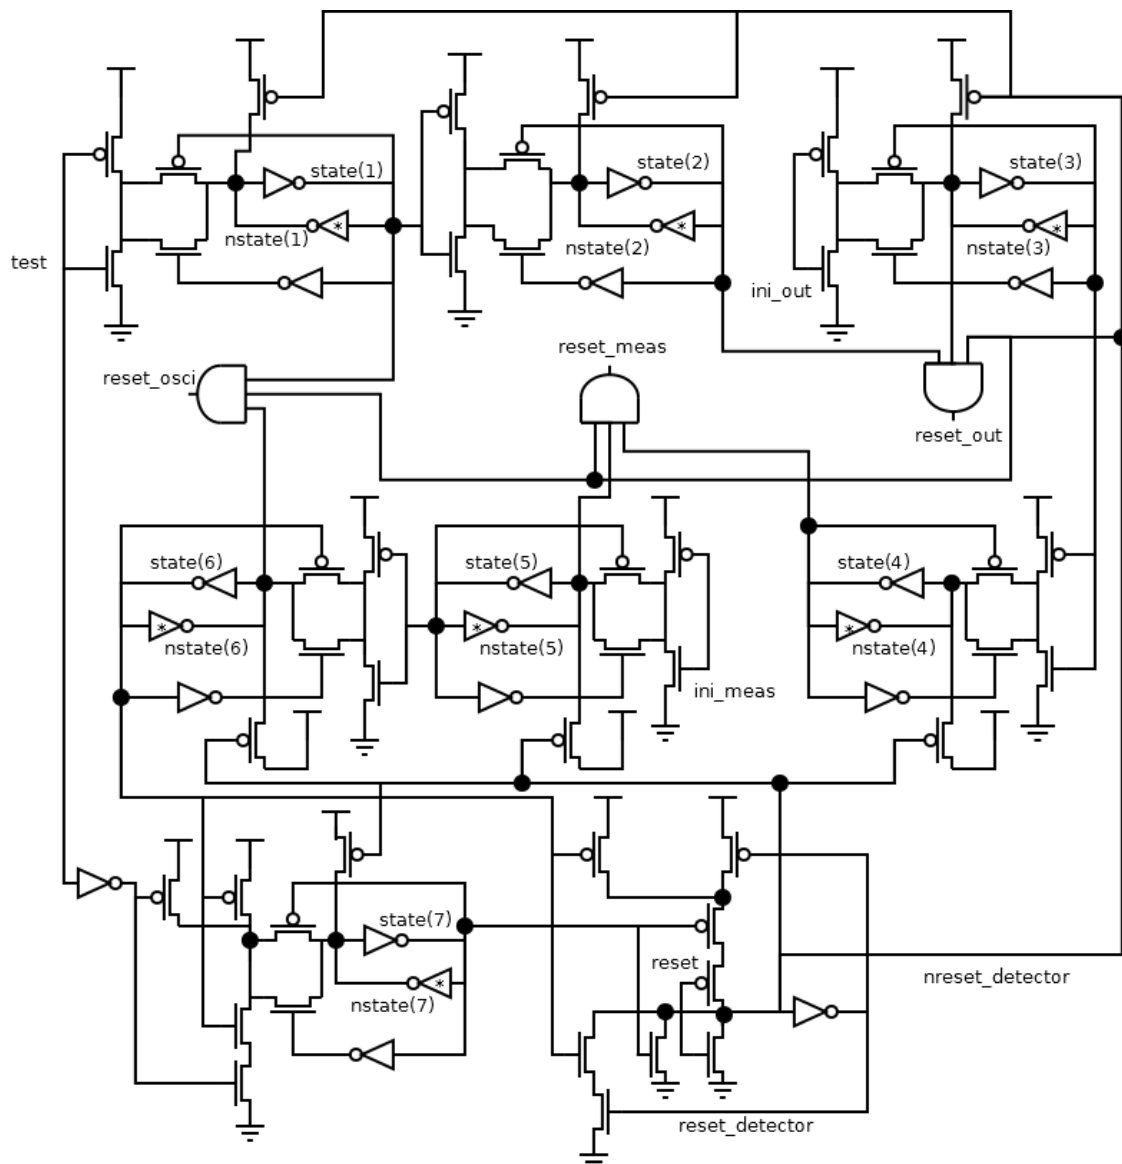 state(1)
state(2)
state(3)
*
*
*
nstate(1)
nstate(2)
nstate(3)
test
ini_out
reset_meas
reset_osci
reset_out
state(6)
state(5)
state(4)
*
*
*
nstate(6)
nstate(5)
nstate(4)
ini_meas
state(7)
reset
nreset_detector
*
nstate(7)
reset_detector